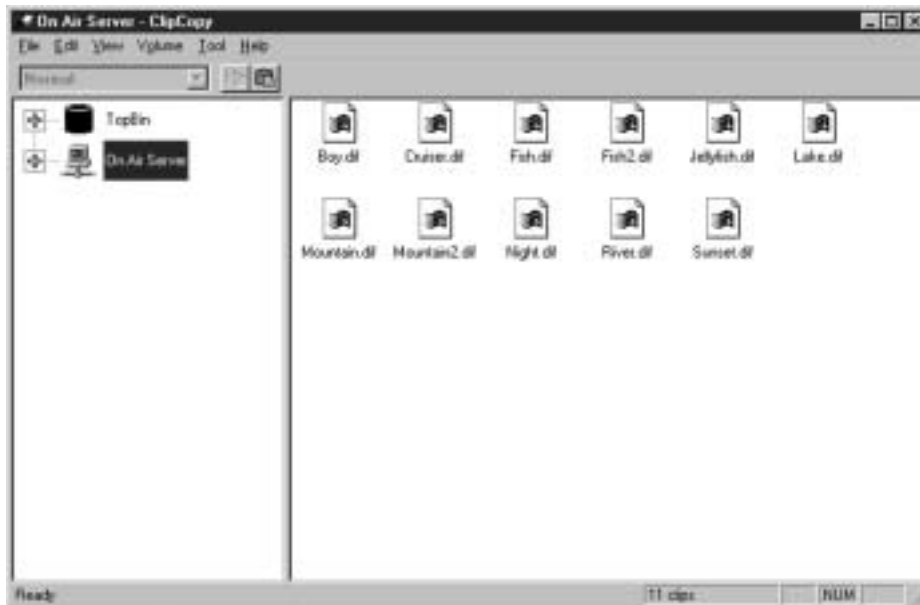 On Air Server - ClipCopy
File Edit View Volume Tool Help
Normal
TopBin
On Air Server
Boy.dif Cruiser.dif Fish.dif Fish2.dif Jellyfish.dif Lake.dif
Mountain.dif Mountain2.dif Night.dif River.dif Sunset.dif
Ready 11 clips NUM